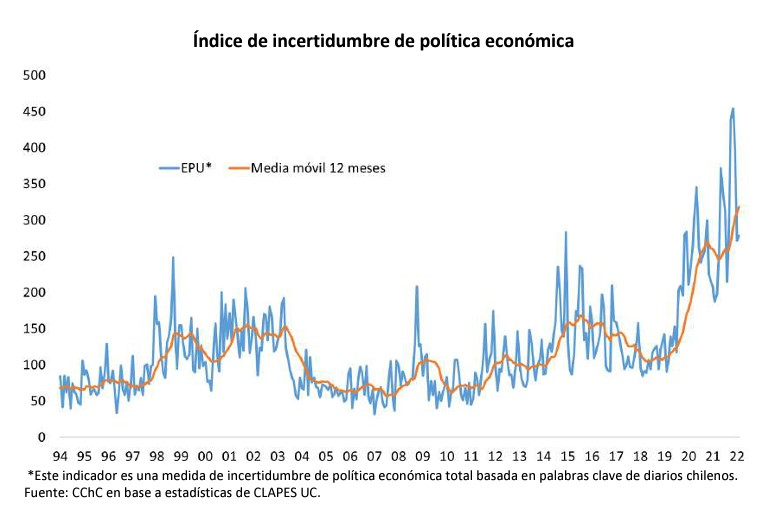 Índice de incertidumbre de política económica
500
450
400
350
300
250
200
150
100
50
0
EPU*
Media móvil 12 meses
94 95 96 97 98 99 00 01 01 02 03 04 05 06 07 08 08 09 10 11 12 13 14 15 15 16 17 18 19 20 21 22
*Este indicador es una medida de incertidumbre de política económica total basada en palabras clave de diarios chilenos.
Fuente: CChC en base a estadísticas de CLAPES UC.